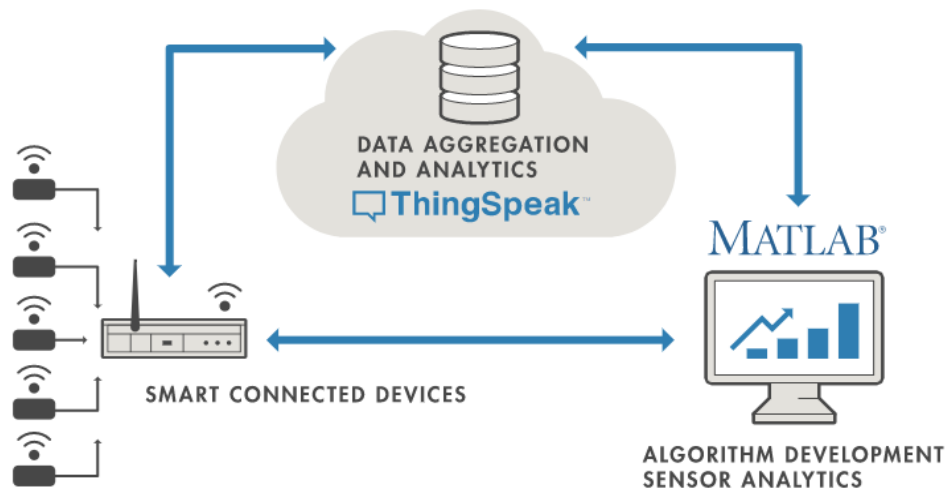 DATA AGGREGATION
AND ANALYTICS
ThingSpeak™
MATLAB®
SMART CONNECTED DEVICES
ALGORITHM DEVELOPMENT
SENSOR ANALYTICS